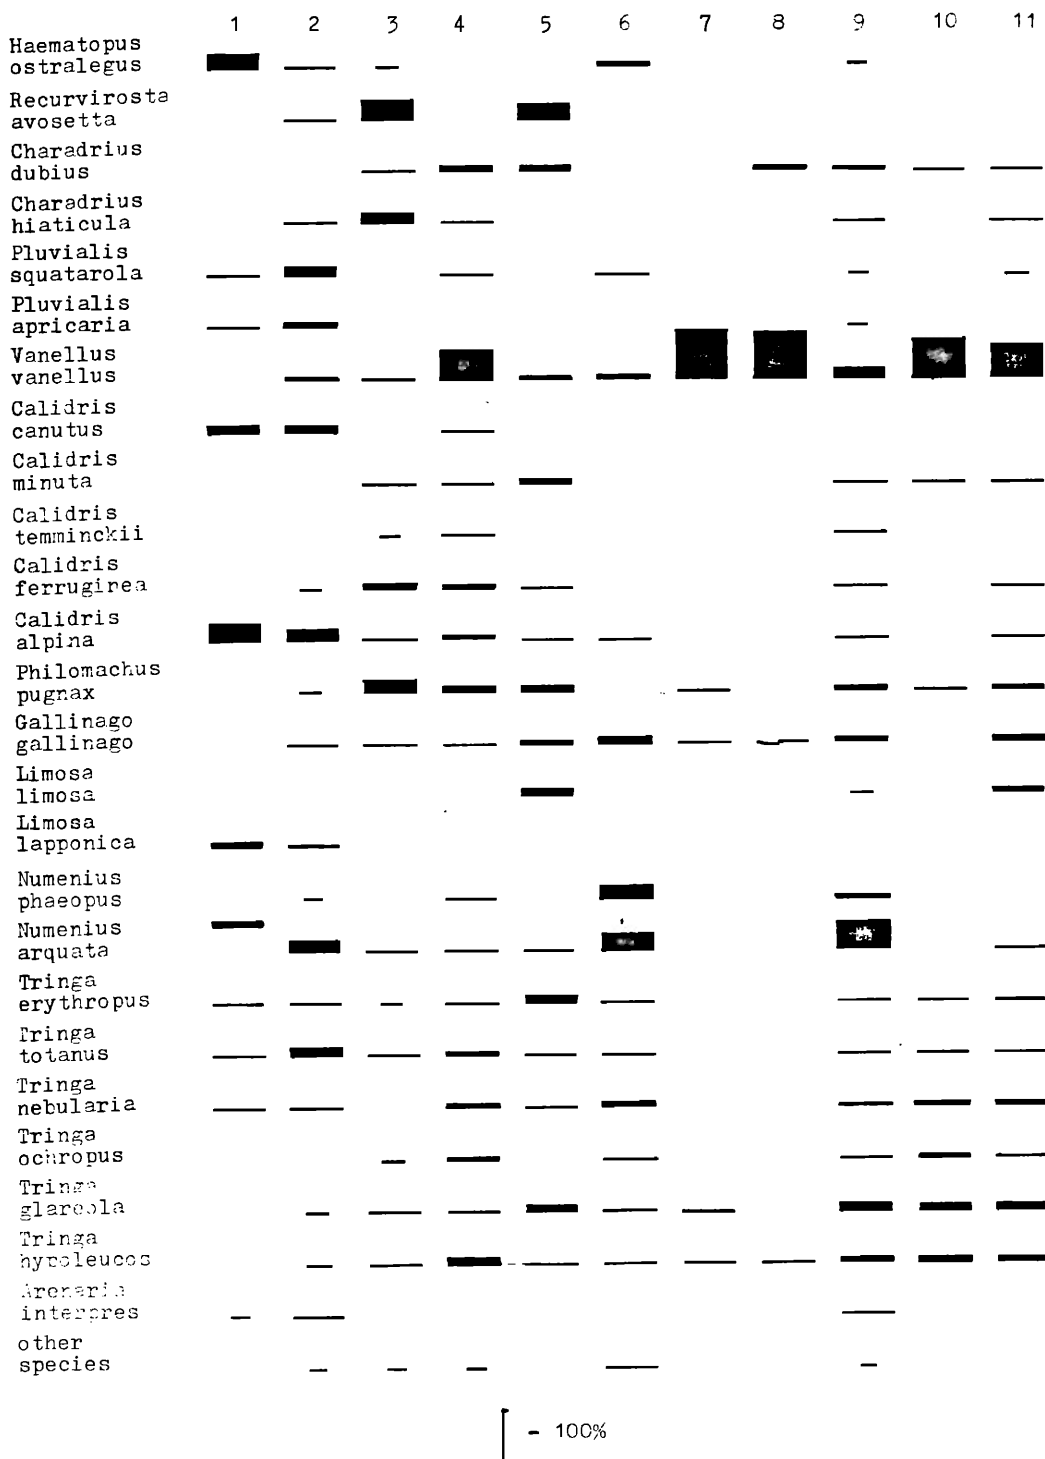 1 2 3 4 5 6 7 8 9 10 11
Haematopus
ostralegus
Recurvirosta
avosetta
Charadrius
dubius
Charadrius
hiaticula
Pluvialis
squatarola
Pluvialis
apricaria
Vanellus
vanellus
Calidris
canutus
Calidris
minuta
Calidris
temminckii
Calidris
ferruginea
Calidris
alpina
Philomachus
pugnax
Gallinago
gallinago
Limosa
limosa
Limosa
lapponica
Numenius
phaeopus
Numenius
arquata
Tringa
erythropus
Tringa
totanus
Tringa
nebularia
Tringa
ochropus
Tringa
glareola
Tringa
hypoleucos
Arenaria
interpres
other
species
- 100%